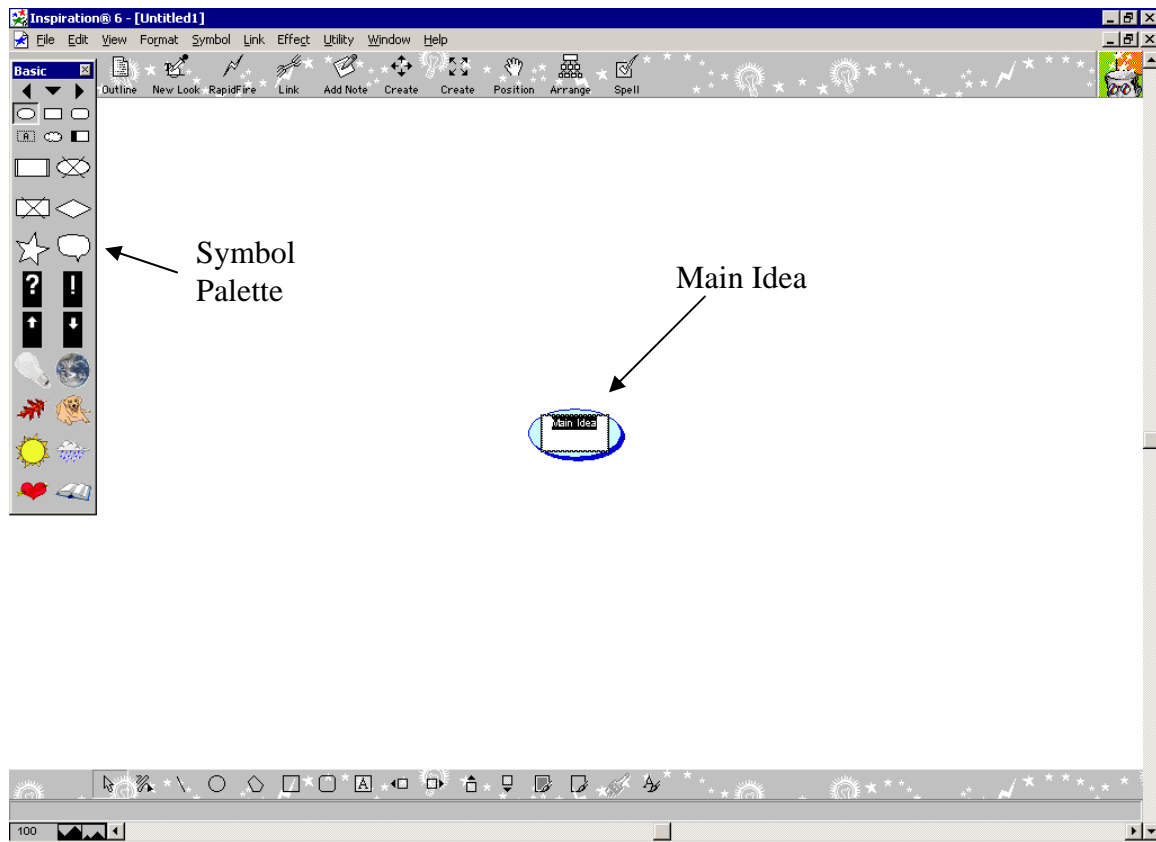 Inspiration® 6 - [Untitled1]
File Edit View Format Symbol Link Effect Utility Window Help
Basic
Outline New Look RapidFire Link Add Note Create Create Position Arrange Spell
A
Symbol
Palette
Main Idea
? !
Main Idea
A
100